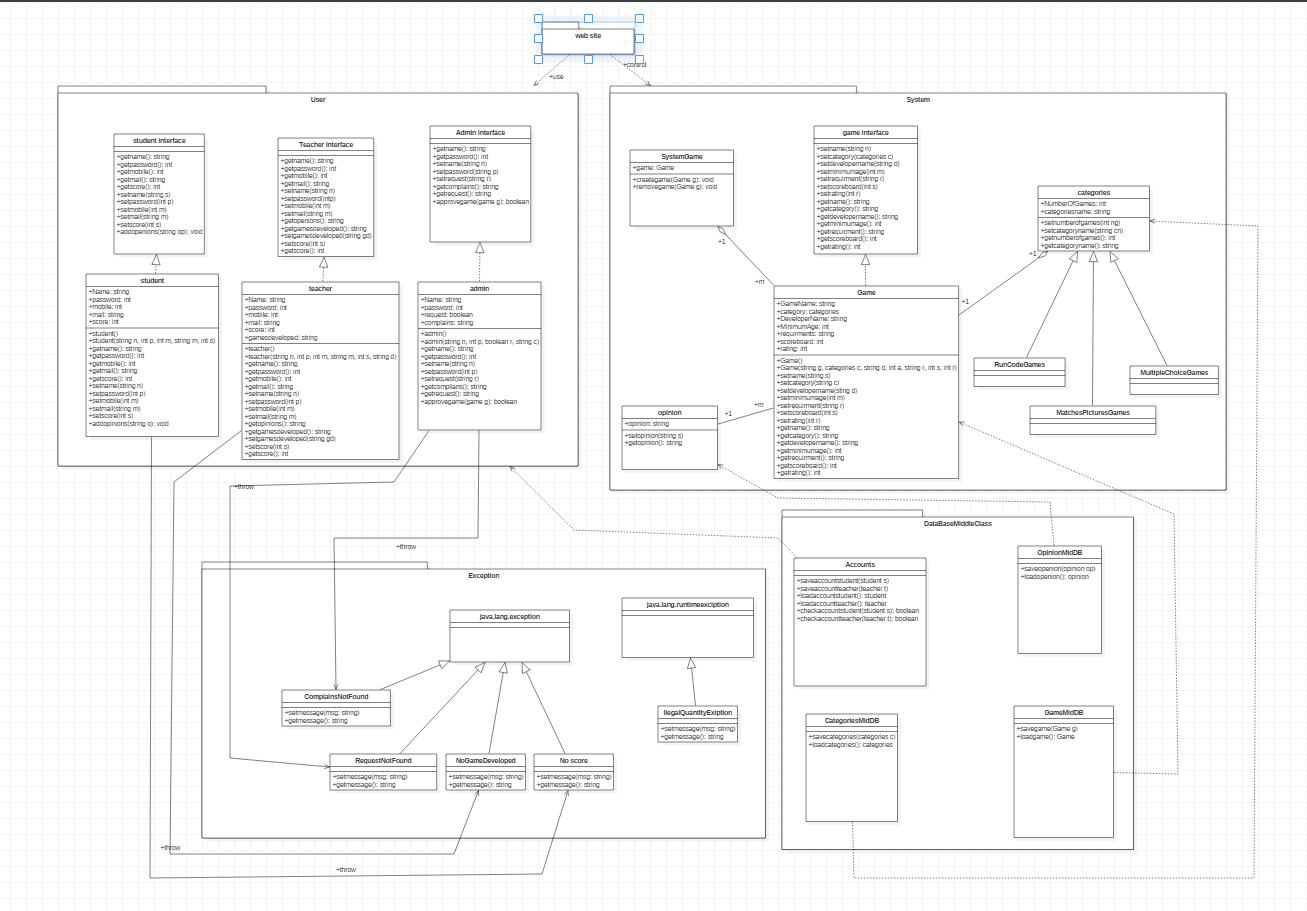 web site
+use
+control
User
student interface
+getname(): string
+getpassword(): int
+getmobile(): int
+getmail(): string
+getscore(): int
+setname(string s)
+setpassword(int p)
+setmobile(int m)
+setmail(string m)
+setscore(int s)
+addopenions(string op): void
Teacher interface
+getname(): string
+getpassword(): int
+getmobile(): int
+getmail(): string
+setname(string n)
+setpassword(intp)
+setmobile(int m)
+setmail(string m)
+getopenions(): string
+getgamesdeveloped(): string
+setgamesdeveloped(string gd)
+setscore(int s)
+getscore(): int
Admin interface
+getname(): string
+getpassword(): int
+setname(string n)
+setpassword(string p)
+setrequest(string r)
+getcomplains(): string
+getrequest(): string
+approvegame(game g): boolean
student
+Name: string
+password: int
+mobile: int
+mail: string
+score: int
+student()
+student(string n, int p, int m, string m, int s)
+getname(): string
+getpassword(): int
+getmobile(): int
+getmail(): string
+getscore(): int
+setname(string n)
+setpassword(int p)
+setmobile(int m)
+setmail(string m)
+setscore(int s)
+addopinions(string o): void
teacher
+Name: string
+password: int
+mobile: int
+mail: string
+score: int
+gamesdeveloped: string
+teacher()
+teacher(string n, int p, int m, string m, int s, string d)
+getname(): string
+getpassword(): int
+getmobile(): int
+getmail(): string
+setname(string n)
+setpassword(int p)
+setmobile(int m)
+setmail(string m)
+getopinions(): string
+getgamesdeveloped(): string
+setgamesdeveloped(string gd)
+setscore(int s)
+getscore(): int
admin
+Name: string
+password: int
+request: boolean
+complains: string
+admin()
+admin(string n, int p, boolean r, string c)
+getname(): string
+getpassword(): int
+setname(string n)
+setpassword(int p)
+setrequest(string r)
+getcomplians(): string
+getrequest(): string
+approvegame(game g): boolean
System
SystemGame
+game: Game
+creategame(Game g): void
+removegame(Game g): void
game interface
+setname(string n)
+setcategory(categories c)
+setdevelopername(string d)
+setminimumage(int m)
+setrequirment(string r)
+setscoreboard(int s)
+setrating(int r)
+getname(): string
+getcategory(): string
+getdevelopername(): string
+getminimumage(): int
+getrequirment(): string
+getscoreboard(): int
+getrating(): int
categories
+NumberOfGames: int
+categoriesname: string
+setnumberofgames(int ng)
+setcategoryname(string cn)
+getnumberofgames(): int
+getcategoryname(): string
+1
+m
+1
+1
Game
+GameName: string
+category: categories
+DeveloperName: string
+MinimumAge: int
+requirments: string
+scoreboard: int
+rating: int
+Game()
+Game(string g, categories c, string d, int a, string r, int s, int r)
+setname(string s)
+setcategory(string c)
+setdevelopername(string d)
+setminimumage(int m)
+setrequirment(string r)
+setscoreboard(int s)
+setrating(int r)
+getname(): string
+getcategory(): string
+getdevelopername(): string
+getminimumage(): int
+getrequirment(): string
+getscoreboard(): int
+getrating(): int
RunCodeGames
MultipleChoiceGames
MatchesPicturesGames
opinion
+opinion: string
+setopinion(string s)
+getopinion(): string
+1
+m
+throw
+throw
Exception
java.lang.exception
java.lang.runtimeexciption
ComplainsNotFound
+setmessage(msg: string)
+getmessage(): string
IlegalQuantityExiption
+setmessage(msg: string)
+getmessage(): string
RequestNotFound
+setmessage(msg: string)
+getmessage(): string
NoGameDeveloped
+setmessage(msg: string)
+getmessage(): string
No score
+setmessage(msg: string)
+getmessage(): string
+throw
+throw
DataBaseMiddleClass
Accounts
+saveaccountstudent(student s)
+saveaccountteacher(teacher t)
+loadaccountstudent(): student
+loadaccountteacher(): teacher
+checkaccountstudent(student s): boolean
+checkaccountteacher(teacher t): boolean
OpinionMidDB
+saveopenion(opinion op)
+loadopenion(): opinion
CategoriesMidDB
+savecategories(categories c)
+loadcategories(): categories
GameMidDB
+savegame(Game g)
+loadgame(): Game